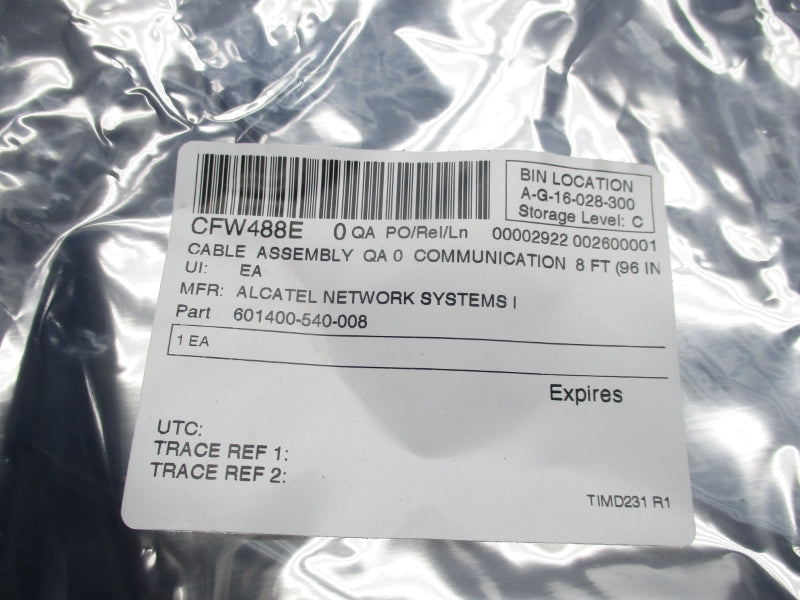 BIN LOCATION
A-G-16-028-300
Storage Level: C
CFW488E 0 QA PO/Rel/Ln 00002922 002600001
CABLE ASSEMBLY QA 0 COMMUNICATION 8 FT (96 IN
UI: EA
MFR: ALCATEL NETWORK SYSTEMS I
Part 601400-540-008
1 EA
Expires
UTC:
TRACE REF 1:
TRACE REF 2:
TIMD231 R1